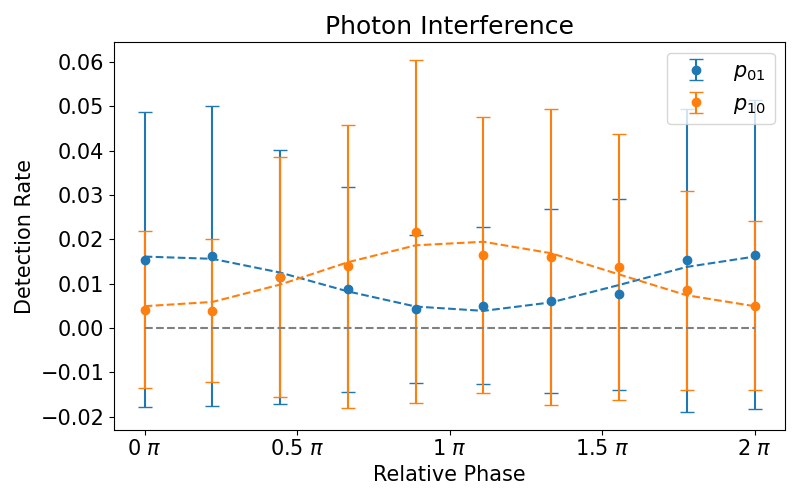 Photon Interference
Detection Rate
0.06
0.05
0.04
0.03
0.02
0.01
0.00
−0.01
−0.02
p01
p10
0 π
0.5 π
1 π
1.5 π
2 π
Relative Phase